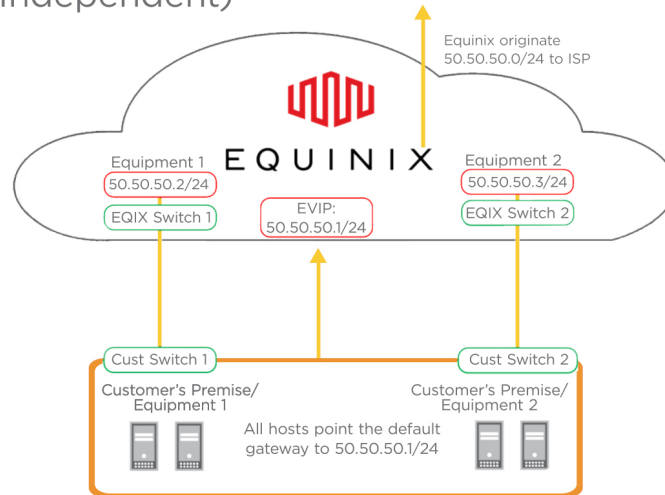 independent)
Equinix originate
50.50.50.0/24 to ISP
EQUINIX
Equipment 1
50.50.50.2/24
EQIX Switch 1
EVIP:
50.50.50.1/24
Equipment 2
50.50.50.3/24
EQIX Switch 2
Cust Switch 1
Cust Switch 2
Customer's Premise/
Equipment 1
All hosts point the default
gateway to 50.50.50.1/24
Customer's Premise/
Equipment 2